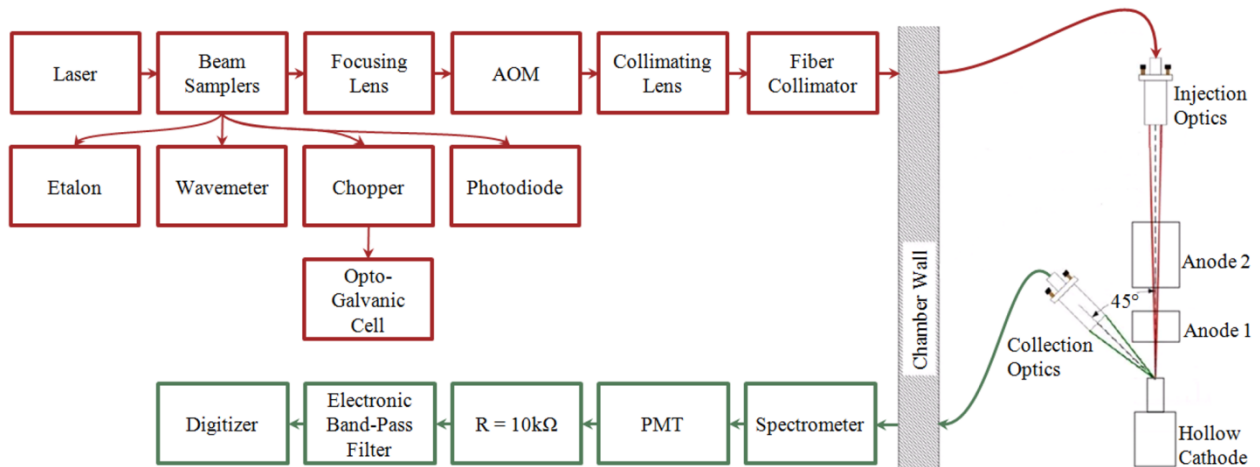 Laser
Beam
Samplers
Focusing
Lens
AOM
Collimating
Lens
Fiber
Collimator
Injection
Optics
Etalon
Wavemeter
Chopper
Photodiode
Opto-
Galvanic
Cell
Chamber Wall
Anode 2
45°
Anode 1
Collection
Optics
Digitizer
Electronic
Band-Pass
Filter
R = 10kΩ
PMT
Spectrometer
Hollow
Cathode